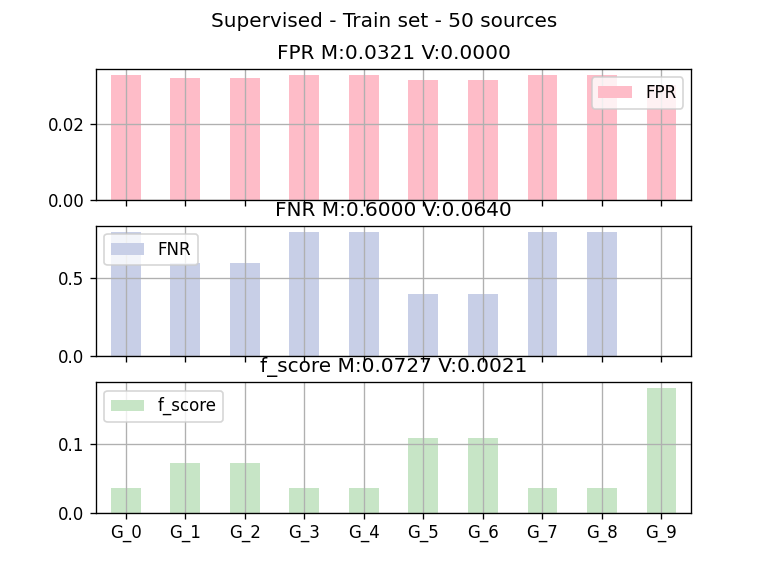 Supervised - Train set - 50 sources
FPR M:0.0321 V:0.0000
FPR
0.02
0.00
FNR M:0.6000 V:0.0640
FNR
0.5
0.0
f_score M:0.0727 V:0.0021
f_score
0.1
0.0
G_0 G_1 G_2 G_3 G_4 G_5 G_6 G_7 G_8 G_9